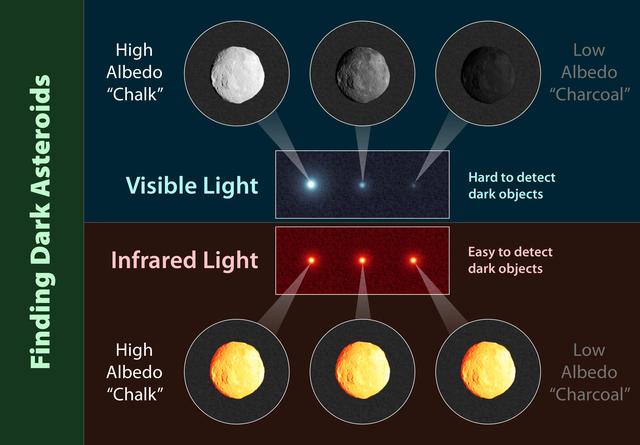 Finding Dark Asteroids
High
Albedo
“Chalk”
Low
Albedo
“Charcoal”
Visible Light
Hard to detect
dark objects
Infrared Light
Easy to detect
dark objects
High
Albedo
“Chalk”
Low
Albedo
“Charcoal”